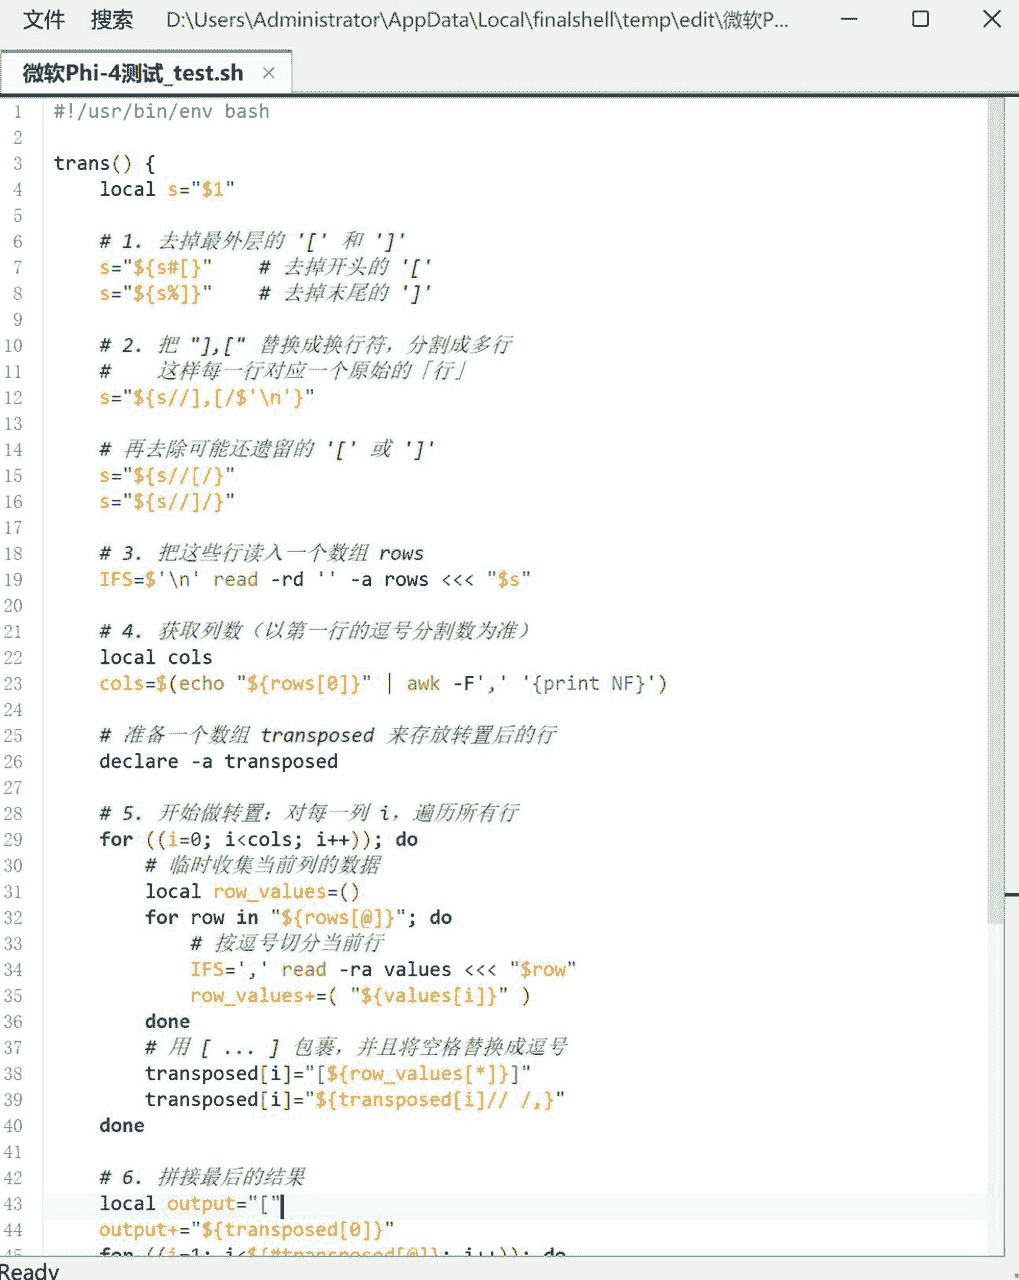 文件 搜索 D:\Users\Administrator\AppData\Local\finalshell\temp\edit\微软P...
微软Phi-4测试_test.sh ×
1 #!/usr/bin/env bash
2
3 trans() {
4 local s="$1"
5
6 # 1. 去掉最外层的 '[' 和 ']'
7 s="${s#[}" # 去掉开头的 '['
8 s="${s%]}" # 去掉末尾的 ']'
9
10 # 2. 把 "],[" 替换成换行符，分割成多行
11 # 这样每一行对应一个原始的「行」
12 s="${s//],[/$'\n'}"
13
14 # 再去除可能还遗留的 '[' 或 ']'
15 s="${s//[/}"
16 s="${s//]/}"
17
18 # 3. 把这些行读入一个数组 rows
19 IFS=$'\n' read -rd '' -a rows <<< "$s"
20
21 # 4. 获取列数（以第一行的逗号分割数为准）
22 local cols
23 cols=$(echo "${rows[0]}" | awk -F',' '{print NF}')
24
25 # 准备一个数组 transposed 来存放转置后的行
26 declare -a transposed
27
28 # 5. 开始做转置：对每一列 i，遍历所有行
29 for ((i=0; i<cols; i++)); do
30 # 临时收集当前列的数据
31 local row_values=()
32 for row in "${rows[@]}"; do
33 # 按逗号切分当前行
34 IFS=',' read -ra values <<< "$row"
35 row_values+=( "${values[i]}" )
36 done
37 # 用 [ ... ] 包裹，并且将空格替换成逗号
38 transposed[i]="[${row_values[*]}]"
39 transposed[i]="${transposed[i]// /,}"
40 done
41
42 # 6. 拼接最后的结果
43 local output="["
44 output+="${transposed[0]}"
45 for ((i=1; i<${#transposed[@]}; i++)); do
Ready